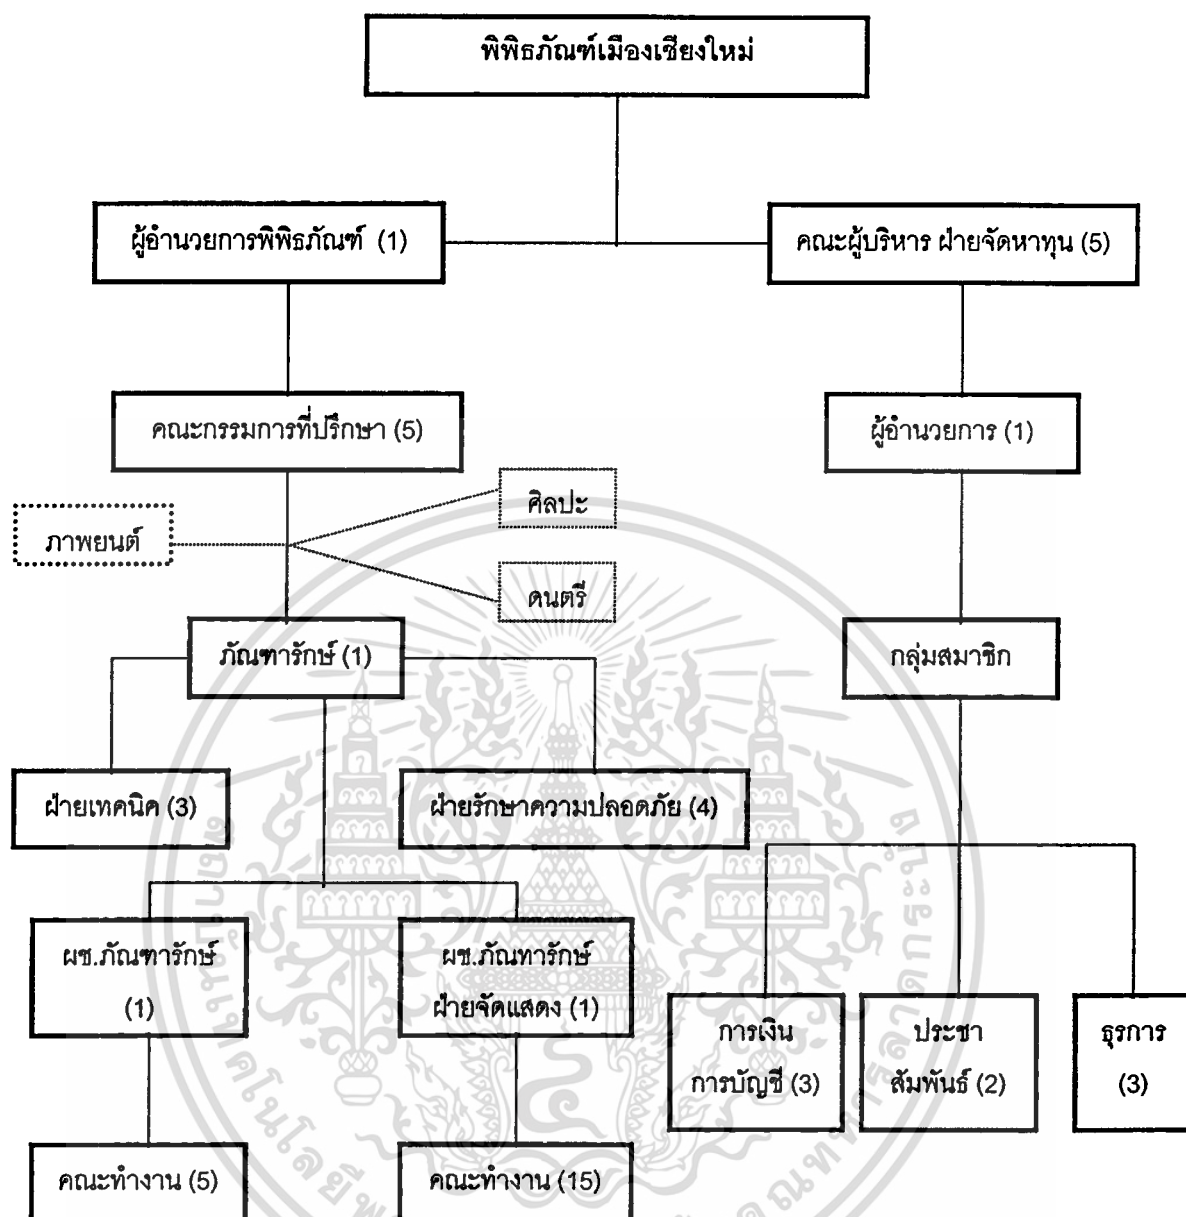 พิพิธภัณฑ์เมืองเชียงใหม่
ผู้อำนวยการพิพิธภัณฑ์ (1)
คณะผู้บริหาร ฝ่ายจัดหาทุน (5)
คณะกรรมการที่ปรึกษา (5)
ผู้อำนวยการ (1)
ศิลปะ
ภาพยนต์
ดนตรี
ภัณฑารักษ์ (1)
กลุ่มสมาชิก
ฝ่ายเทคนิค (3)
ฝ่ายรักษาความปลอดภัย (4)
ผช.ภัณฑารักษ์
(1)
ผช.ภัณฑารักษ์
ฝ่ายจัดแสดง (1)
การเงิน
การบัญชี (3)
ประชา
สัมพันธ์ (2)
ธุรการ
(3)
คณะทำงาน (5)
คณะทำงาน (15)